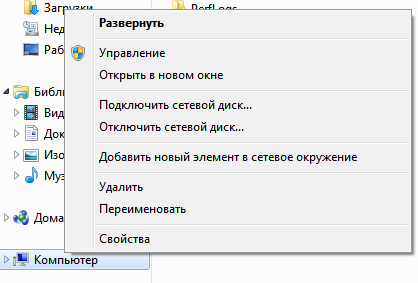 Загрузки
PerfLogs
Развернуть
Нед
Раб
Управление
Открыть в новом окне
Библи
Вид
Подключить сетевой диск...
Док
Отключить сетевой диск...
Изо
Добавить новый элемент в сетевое окружение
Муз
Удалить
Дома
Переименовать
Свойства
Компьютер